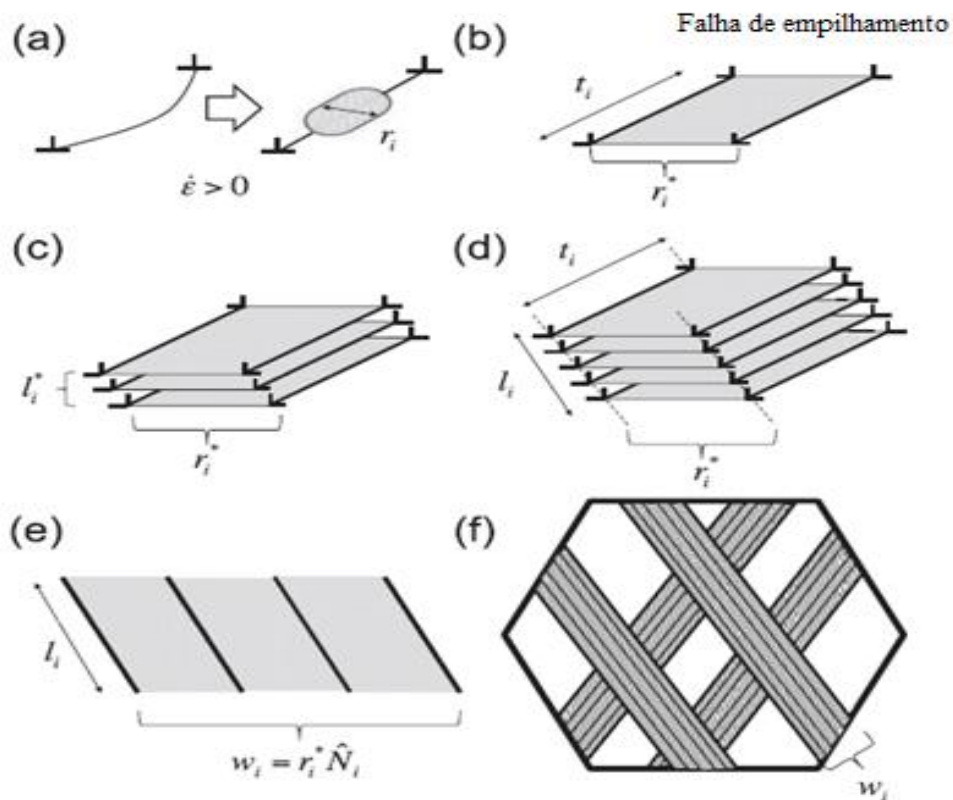 (a)
r_i
ε̇ > 0
(b)
Falha de empilhamento
t_i
r_i^*
(c)
l_i^*
r_i^*
(d)
t_i
l_i
r_i^*
(e)
l_i
w_i = r_i^* N̂_i
(f)
w_i